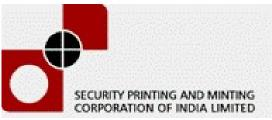 SECURITY PRINTING AND MINTING
CORPORATION OF INDIA LIMITED